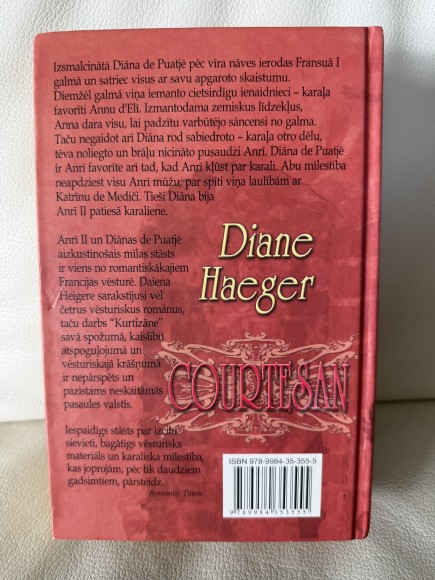 Izsmalcinātā Diāna de Puatjē pēc vīra nāves ierodas Fransuā I
galmā un satriec visus ar savu apgaroto skaistumu.
Diemžēl galmā viņa iemanto cietsirdīgu ienaidnieci – karaļa
favorīti Annu d'Eli. Izmantodama zemiskus līdzekļus,
Anna dara visu, lai padzītu varbūtējo sāncensi no galma.
Taču negaidot arī Diāna rod sabiedroto – karaļa otro dēlu,
tēva noliegto un brāļu nicināto pusaudzi Anrī. Diāna de Puatjē
ir Anrī favorīte arī tad, kad Anrī kļūst par karali. Abu mīlestība
neapdziest visu Anrī mūžu, par spīti viņa laulībām ar
Katrīnu de Mediči. Tieši Diāna bija
Anrī II patiesā karaliene.
Anrī II un Diānas de Puatjē
aizkustinošais mīlas stāsts
ir viens no romantiskākajiem
Francijas vēsturē. Daiena
Heigere sarakstījusi vēl
četrus vēsturiskus romānus,
taču darbs "Kurtizāne"
savā spožumā, kaislību
atspoguļojumā un
vēsturiskajā krāšņumā
ir nepārspēts un
pazīstams neskaitāmās
pasaules valstīs.
Iespaidīgs stāsts par izcilu
sievieti, bagātīgs vēsturisks
materiāls un karaliska mīlestība,
kas joprojām, pēc tik daudziem
gadsimtiem, pārsteidz.
Romantic Times
Diane
Haeger
COURTESAN
ISBN 978-9984-35-355-5
9 789984 353555